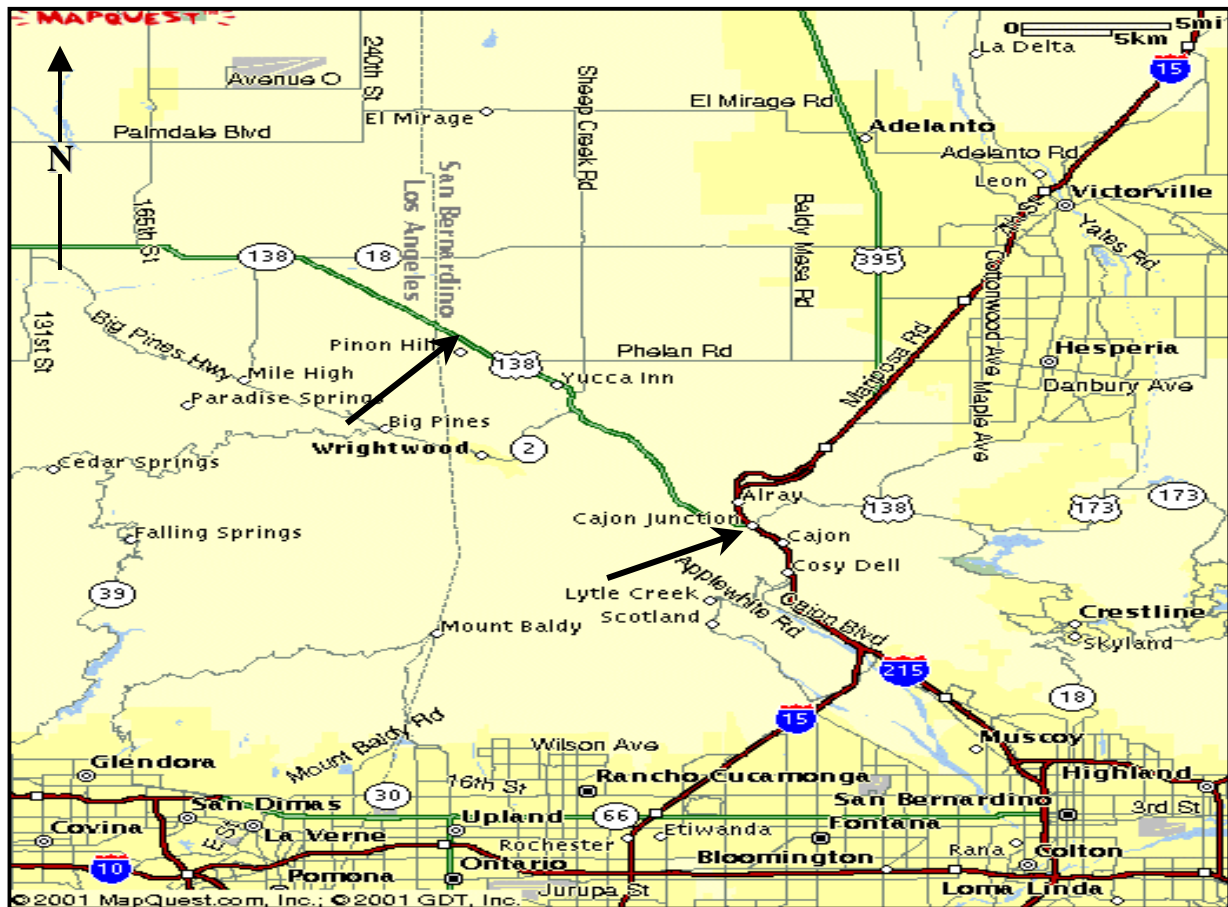 MAPQUEST
0 5mi
5km
La Delta
15
240th St
Avenue O
Sheep Creek Rd
El Mirage Rd
El Mirage
Adelanto
Palmdale Blvd
Adelanto Rd
N
Leon
Victorville
San Bernardino
Los Angeles
165th St
Baldy Mesa Rd
Yates Rd
138
18
395
Cottonwood Ave
131st St
Big Pines Hwy
Mariposa Rd
Pinon Hill
138
Phelan Rd
Hesperia
Mile High
Yucca Inn
Danbury Ave
Maple Ave
Paradise Springs
Big Pines
Wrightwood
2
Cedar Springs
Alray
138
173
173
Cajon Junction
Falling Springs
Cajon
Cosy Dell
Applewhite Rd
39
Lytle Creek
Cajon Blvd
Scotland
Crestline
Mount Baldy
Skyland
215
18
15
Mount Baldy Rd
Wilson Ave
Muscoy
Glendora
16th St
Rancho Cucamonga
Highland
30
San Dimas
San Bernardino
3rd St
Covina
E St
La Verne
Upland
66
Etiwanda
Fontana
Rochester
Rana
Colton
10
Pomona
Ontario
Bloomington
Jurupa St
Loma Linda
©2001 MapQuest.com, Inc.; ©2001 GDT, Inc.